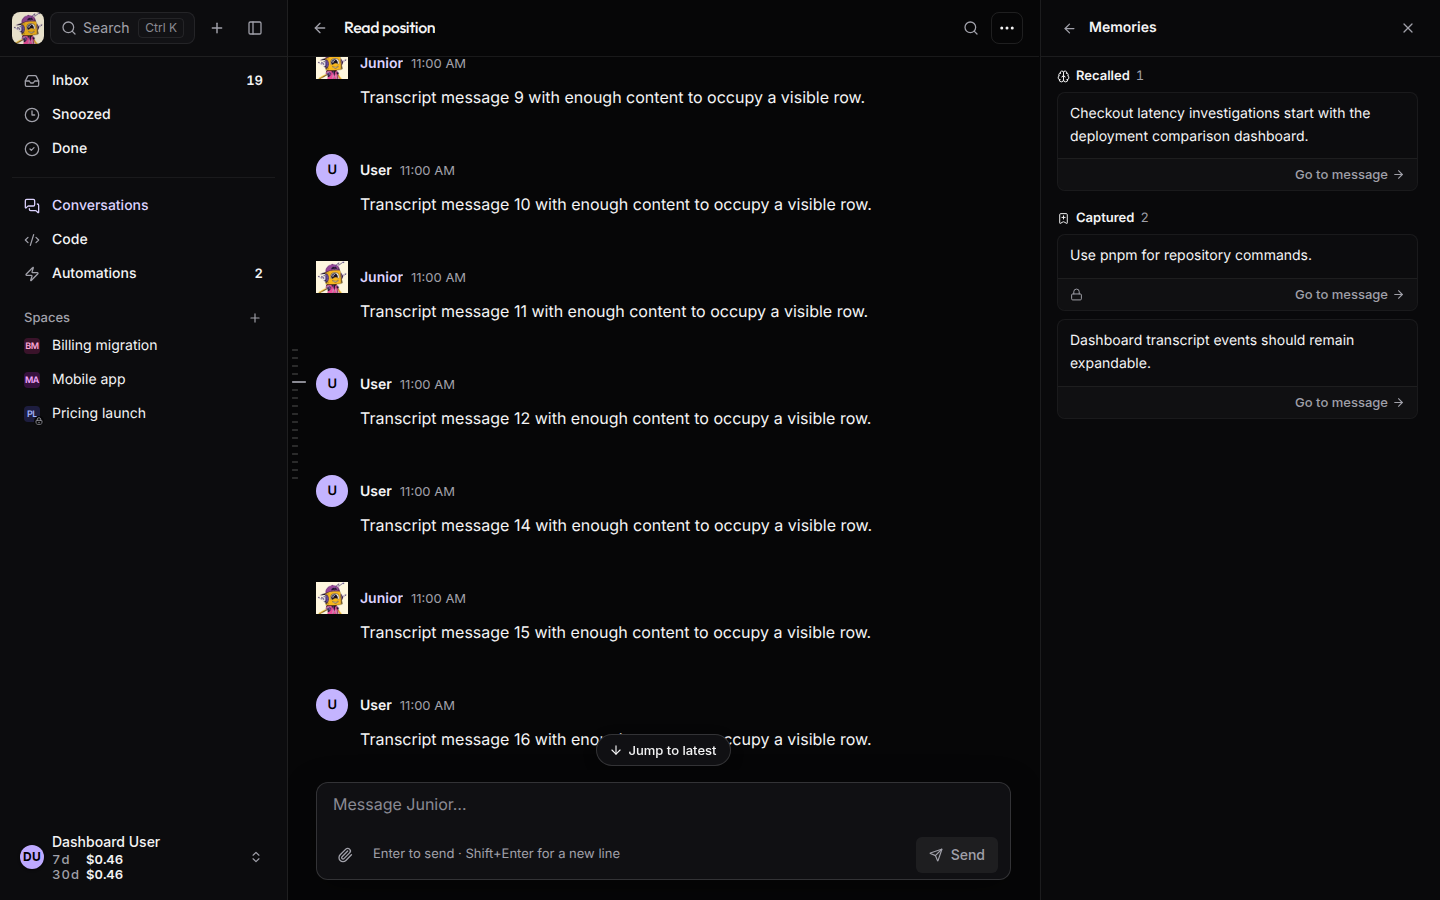 Search Ctrl K
Inbox 19
Snoozed
Done
Conversations
Code
Automations 2
Spaces
BM Billing migration
MA Mobile app
PL Pricing launch
DU Dashboard User
7d $0.46
30d $0.46
Read position
Junior 11:00 AM
Transcript message 9 with enough content to occupy a visible row.
U User 11:00 AM
Transcript message 10 with enough content to occupy a visible row.
Junior 11:00 AM
Transcript message 11 with enough content to occupy a visible row.
U User 11:00 AM
Transcript message 12 with enough content to occupy a visible row.
U User 11:00 AM
Transcript message 14 with enough content to occupy a visible row.
Junior 11:00 AM
Transcript message 15 with enough content to occupy a visible row.
U User 11:00 AM
Transcript message 16 with occupy a visible row.
Jump to latest
Message Junior...
Enter to send · Shift+Enter for a new line
Send
Memories
Recalled 1
Checkout latency investigations start with the
deployment comparison dashboard.
Go to message
Captured 2
Use pnpm for repository commands.
Go to message
Dashboard transcript events should remain
expandable.
Go to message